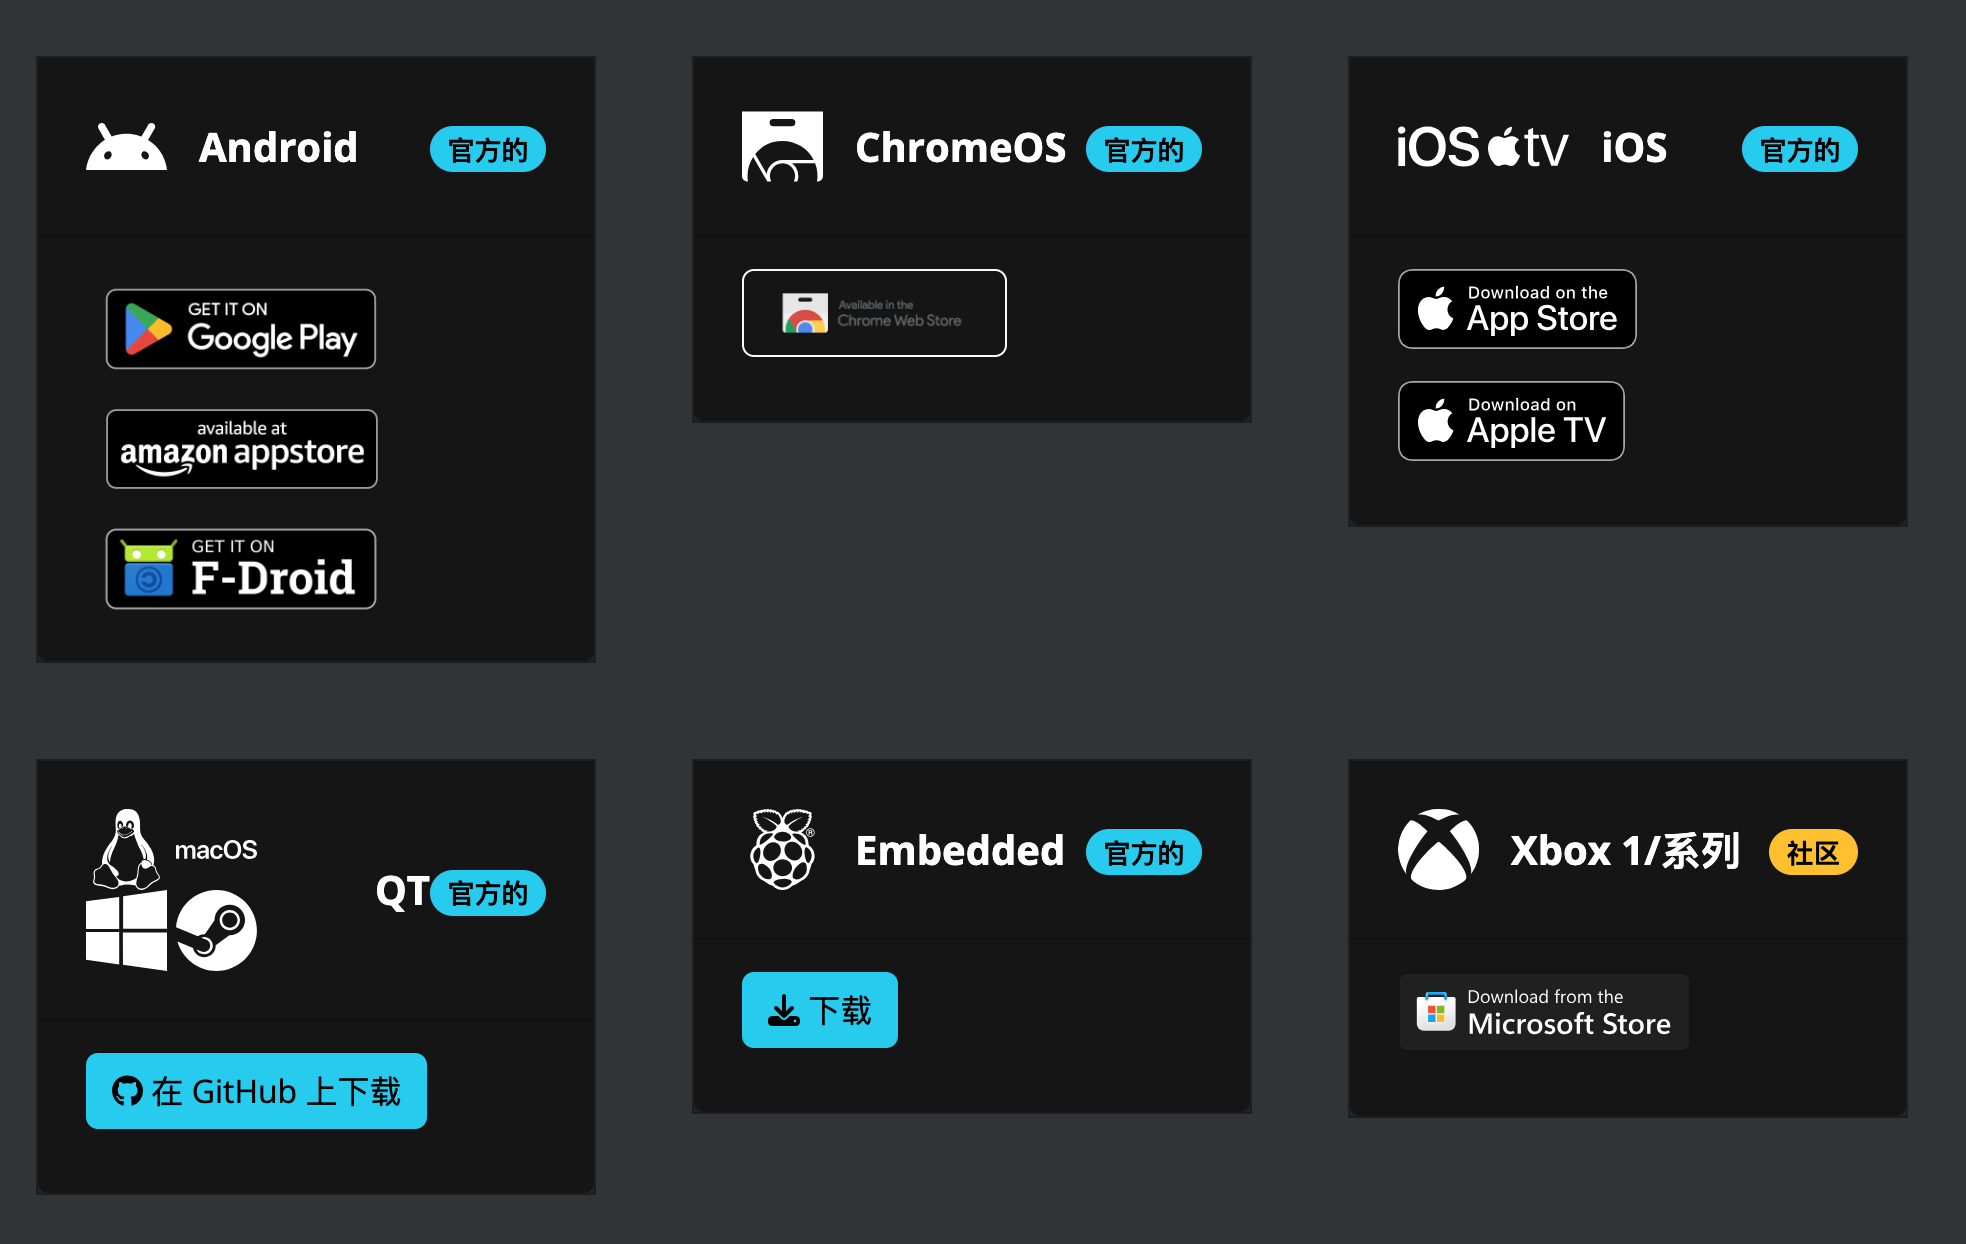 Android 官方的
GET IT ON
Google Play
available at
amazon appstore
GET IT ON
F-Droid
ChromeOS 官方的
Available in the
Chrome Web Store
iOS tv iOS 官方的
Download on the
App Store
Download on
Apple TV
macOS
QT 官方的
在 GitHub 上下载
®
Embedded 官方的
下载
Xbox 1/系列 社区
Download from the
Microsoft Store